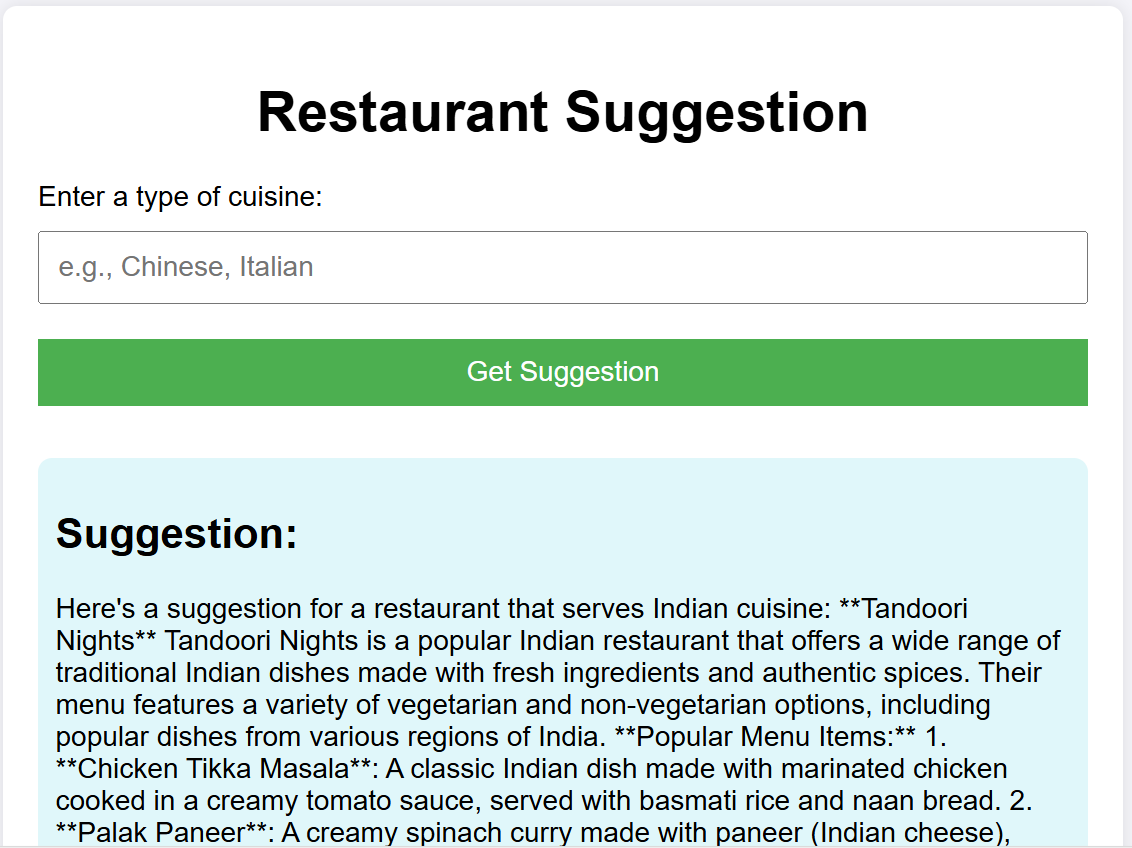 Restaurant Suggestion
Enter a type of cuisine:
e.g., Chinese, Italian
Get Suggestion
Suggestion:
Here's a suggestion for a restaurant that serves Indian cuisine: **Tandoori
Nights** Tandoori Nights is a popular Indian restaurant that offers a wide range of
traditional Indian dishes made with fresh ingredients and authentic spices. Their
menu features a variety of vegetarian and non-vegetarian options, including
popular dishes from various regions of India. **Popular Menu Items:** 1.
**Chicken Tikka Masala**: A classic Indian dish made with marinated chicken
cooked in a creamy tomato sauce, served with basmati rice and naan bread. 2.
**Palak Paneer**: A creamy spinach curry made with paneer (Indian cheese),